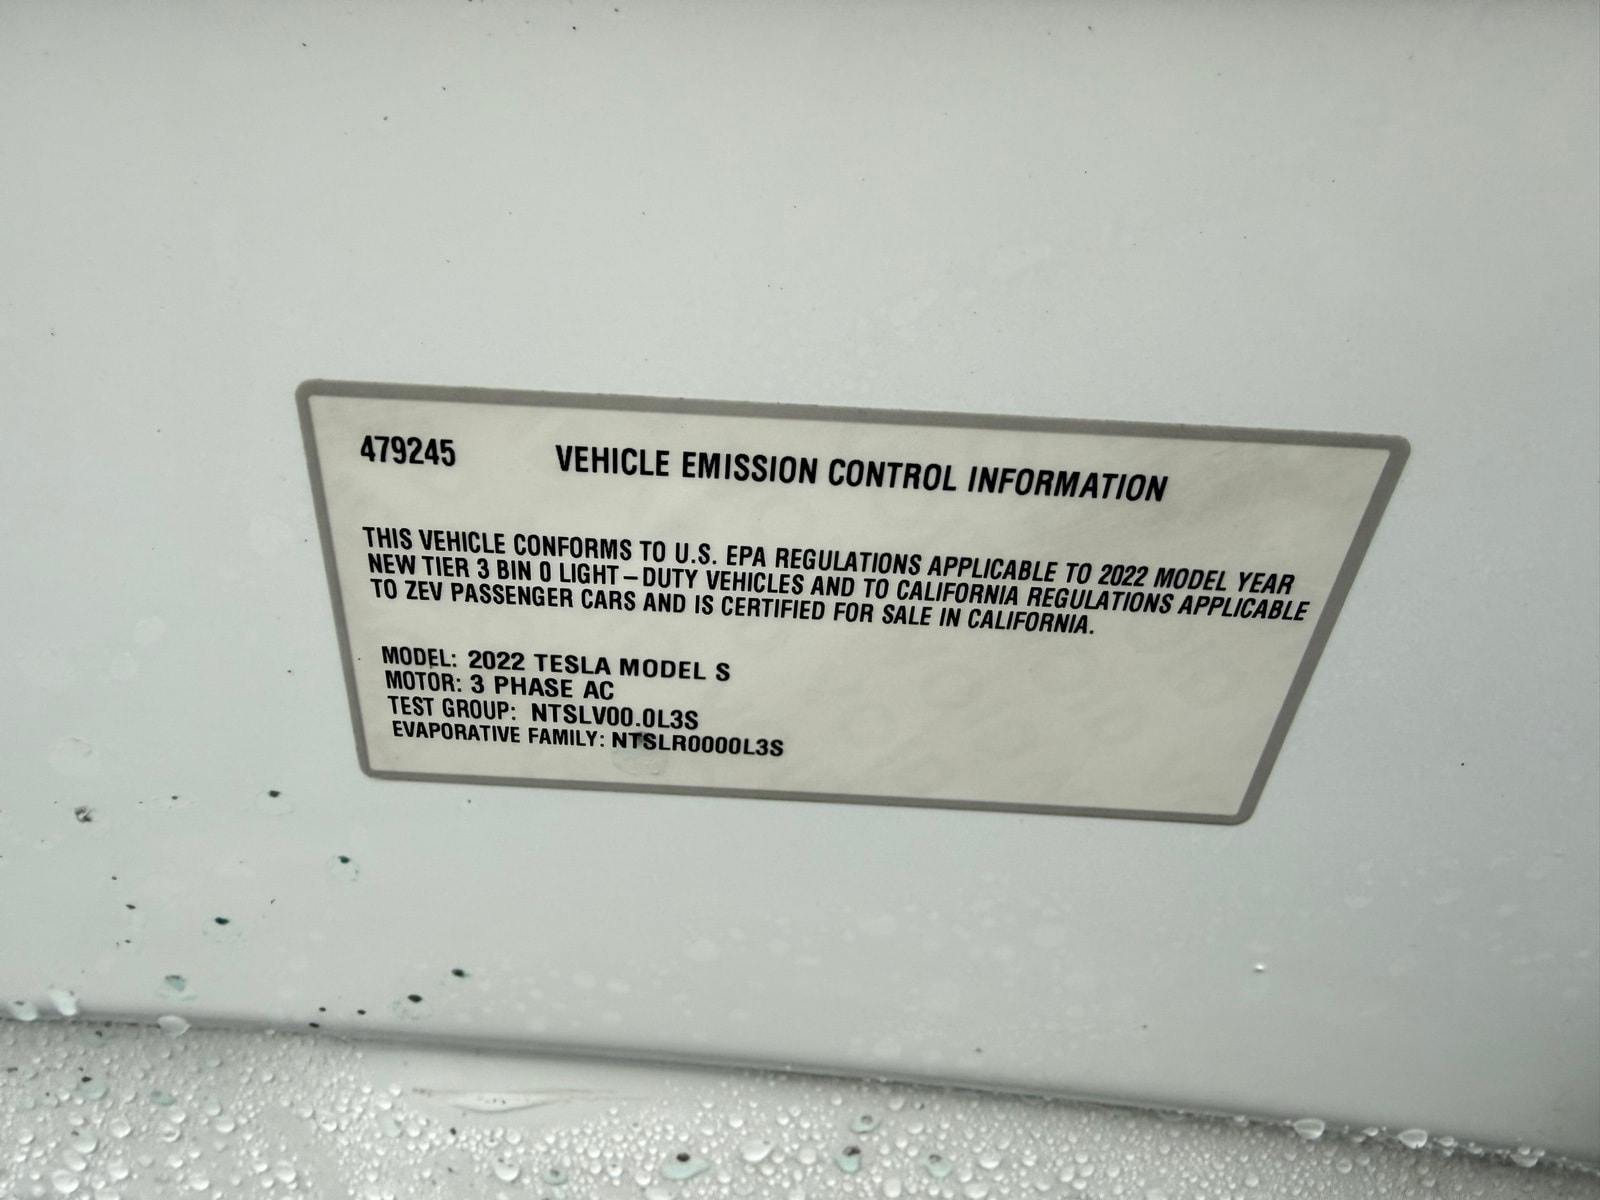 479245 VEHICLE EMISSION CONTROL INFORMATION
THIS VEHICLE CONFORMS TO U.S. EPA REGULATIONS APPLICABLE TO 2022 MODEL YEAR
NEW TIER 3 BIN 0 LIGHT-DUTY VEHICLES AND TO CALIFORNIA REGULATIONS APPLICABLE
TO ZEV PASSENGER CARS AND IS CERTIFIED FOR SALE IN CALIFORNIA.
MODEL: 2022 TESLA MODEL S
MOTOR: 3 PHASE AC
TEST GROUP: NTSLV00.0L3S
EVAPORATIVE FAMILY: NTSLR0000L3S